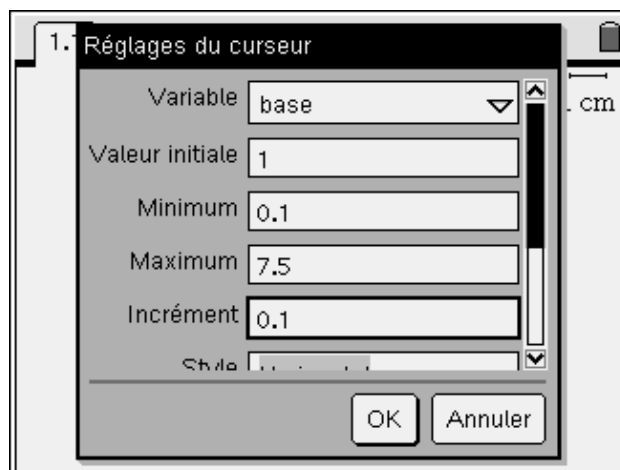 1.1
Réglages du curseur
Variable base
cm
Valeur initiale 1
Minimum 0.1
Maximum 7.5
Incrément 0.1
Style
OK Annuler